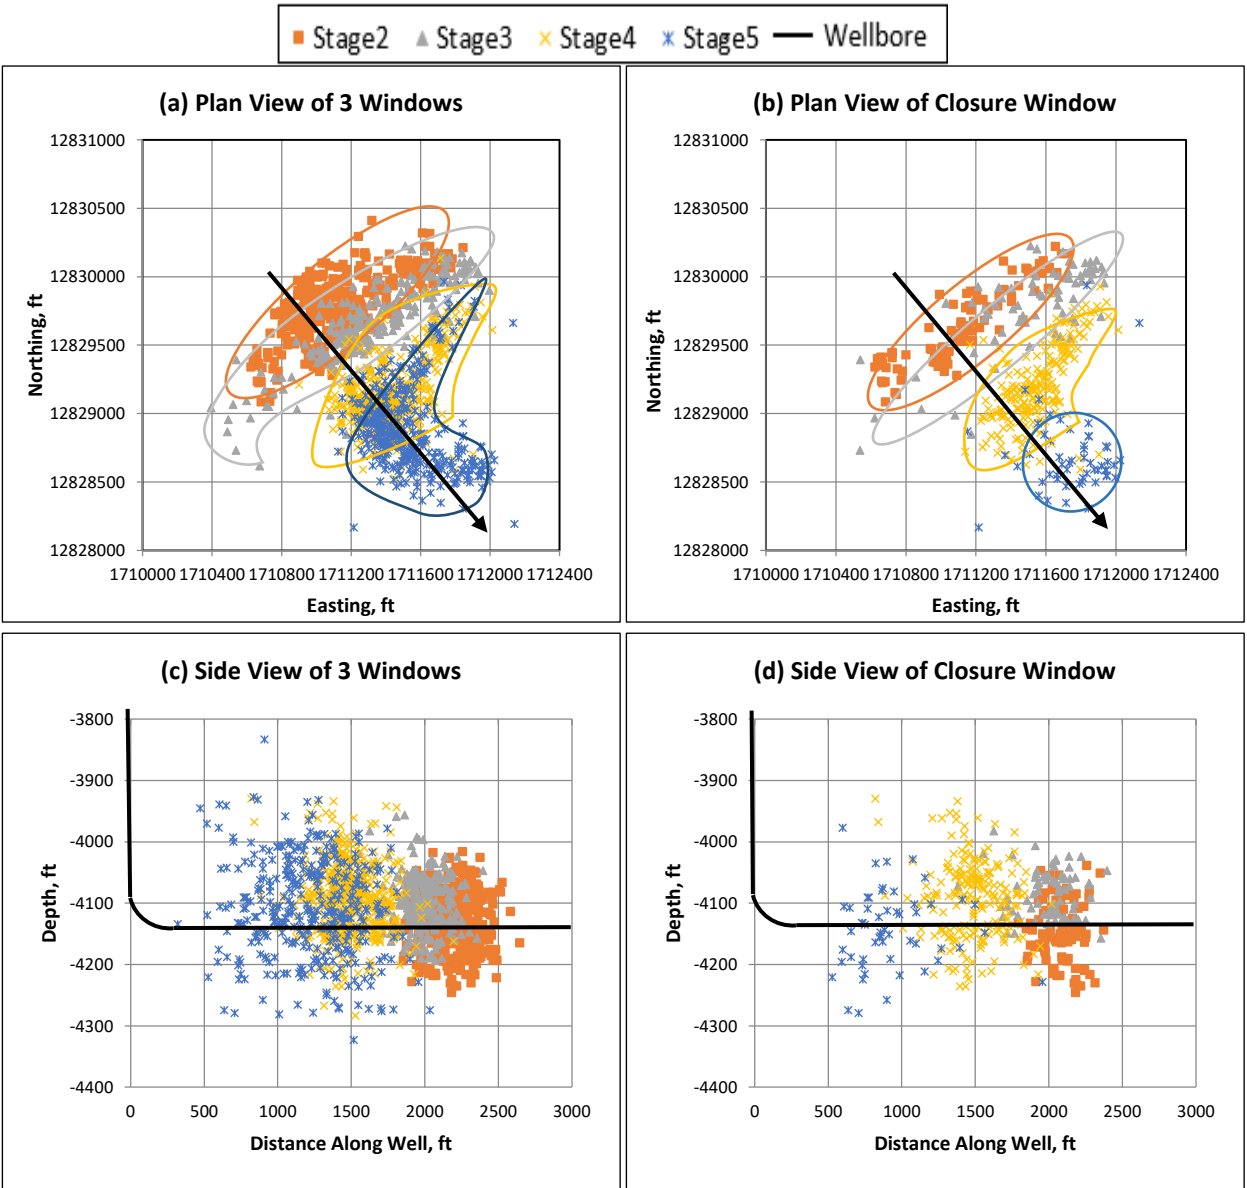 Stage2 Stage3 Stage4 Stage5 Wellbore
(a) Plan View of 3 Windows
12831000
12830500
12830000
12829500
12829000
12828500
12828000
Northing, ft
1710000 1710400 1710800 1711200 1711600 1712000 1712400
Easting, ft
(b) Plan View of Closure Window
12831000
12830500
12830000
12829500
12829000
12828500
12828000
Northing, ft
1710000 1710400 1710800 1711200 1711600 1712000 1712400
Easting, ft
(c) Side View of 3 Windows
-3800
-3900
-4000
-4100
-4200
-4300
-4400
Depth, ft
0 500 1000 1500 2000 2500 3000
Distance Along Well, ft
(d) Side View of Closure Window
-3800
-3900
-4000
-4100
-4200
-4300
-4400
Depth, ft
0 500 1000 1500 2000 2500 3000
Distance Along Well, ft